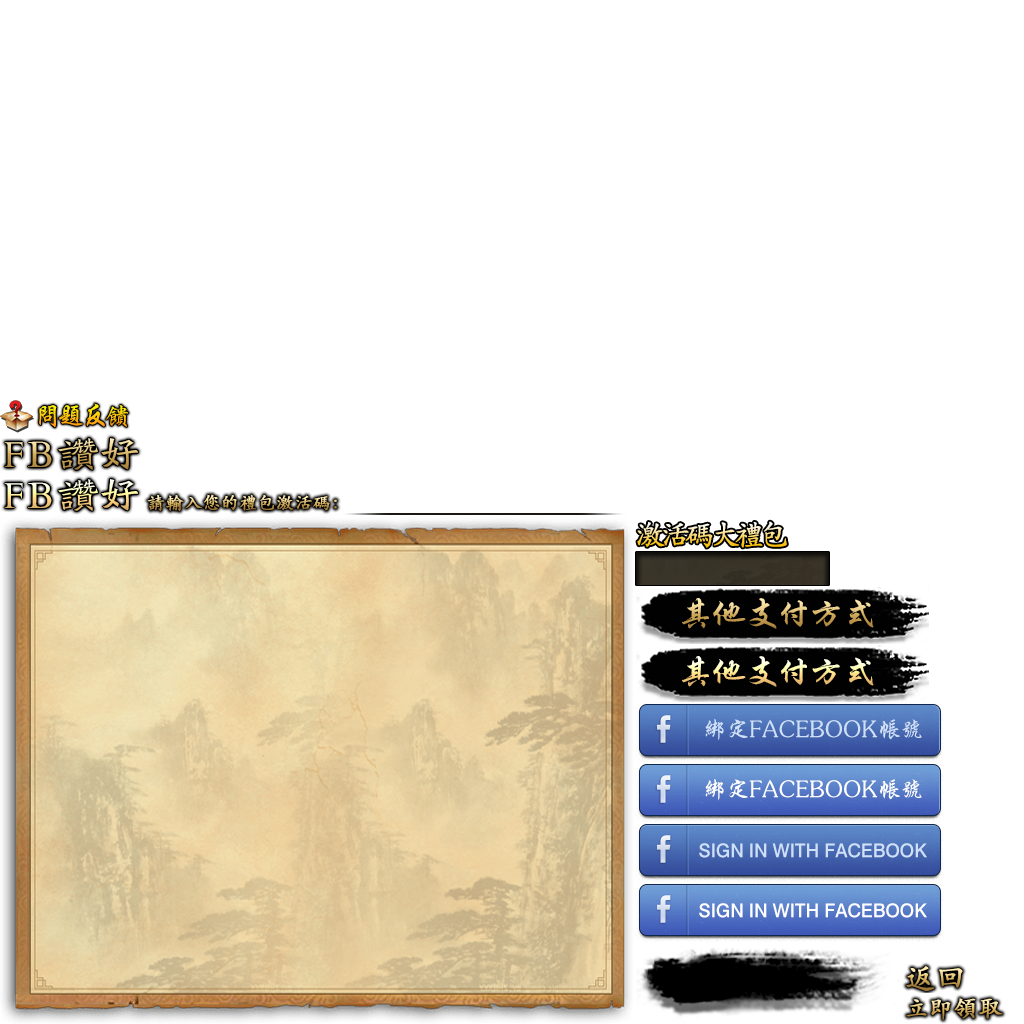 問題反饋
FB讚好
FB讚好
請輸入您的禮包激活碼：
激活碼大禮包
其他支付方式
其他支付方式
綁定FACEBOOK帳號
綁定FACEBOOK帳號
SIGN IN WITH FACEBOOK
SIGN IN WITH FACEBOOK
返回
立即領取